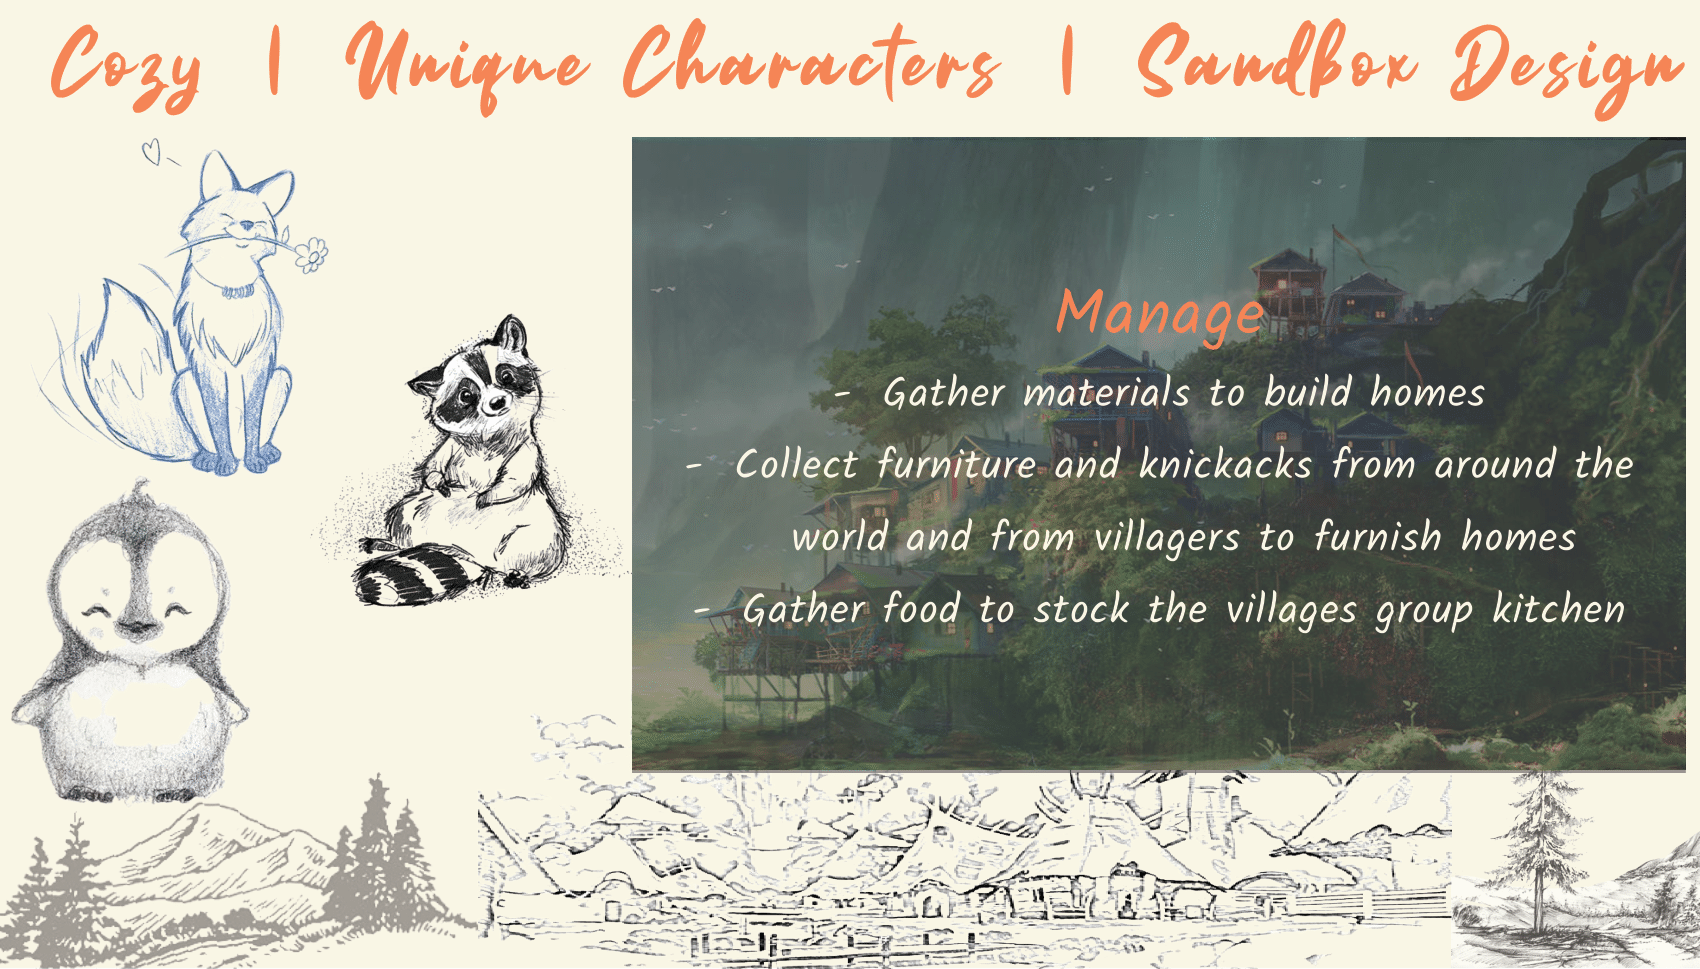 Cozy | Unique Characters | Sandbox Design
Manage
- Gather materials to build homes
- Collect furniture and knickacks from around the
world and from villagers to furnish homes
- Gather food to stock the villages group kitchen